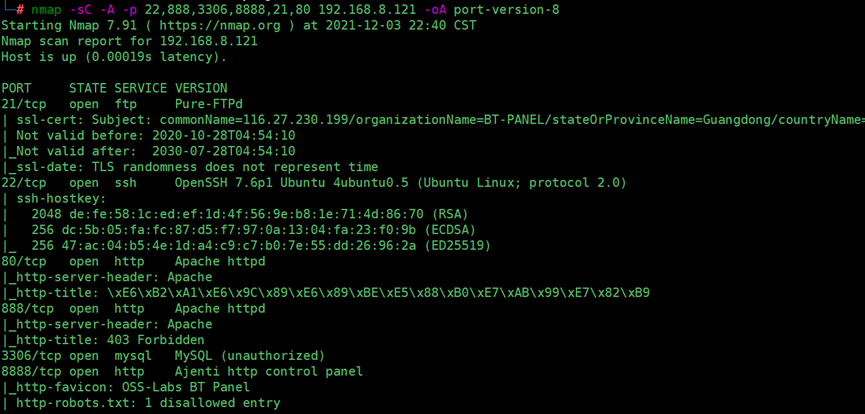 └─# nmap -sC -A -p 22,888,3306,8888,21,80 192.168.8.121 -oA port-version-8
Starting Nmap 7.91 ( https://nmap.org ) at 2021-12-03 22:40 CST
Nmap scan report for 192.168.8.121
Host is up (0.00019s latency).
PORT     STATE SERVICE VERSION
21/tcp   open  ftp     Pure-FTPd
| ssl-cert: Subject: commonName=116.27.230.199/organizationName=BT-PANEL/stateOrProvinceName=Guangdong/countryName=
| Not valid before: 2020-10-28T04:54:10
|_Not valid after:  2030-07-28T04:54:10
|_ssl-date: TLS randomness does not represent time
22/tcp   open  ssh     OpenSSH 7.6p1 Ubuntu 4ubuntu0.5 (Ubuntu Linux; protocol 2.0)
| ssh-hostkey:
|   2048 de:fe:58:1c:ed:ef:1d:4f:56:9e:b8:1e:71:4d:86:70 (RSA)
|   256 dc:5b:05:fa:fc:87:d5:f7:97:0a:13:04:fa:23:f0:9b (ECDSA)
|_  256 47:ac:04:b5:4e:1d:a4:c9:c7:b0:7e:55:dd:26:96:2a (ED25519)
80/tcp   open  http    Apache httpd
|_http-server-header: Apache
|_http-title: \xE6\xB2\xA1\xE6\x9C\x89\xE6\x89\xBE\xE5\x88\xB0\xE7\xAB\x99\xE7\x82\xB9
888/tcp  open  http    Apache httpd
|_http-server-header: Apache
|_http-title: 403 Forbidden
3306/tcp open  mysql   MySQL (unauthorized)
8888/tcp open  http    Ajenti http control panel
|_http-favicon: OSS-Labs BT Panel
| http-robots.txt: 1 disallowed entry